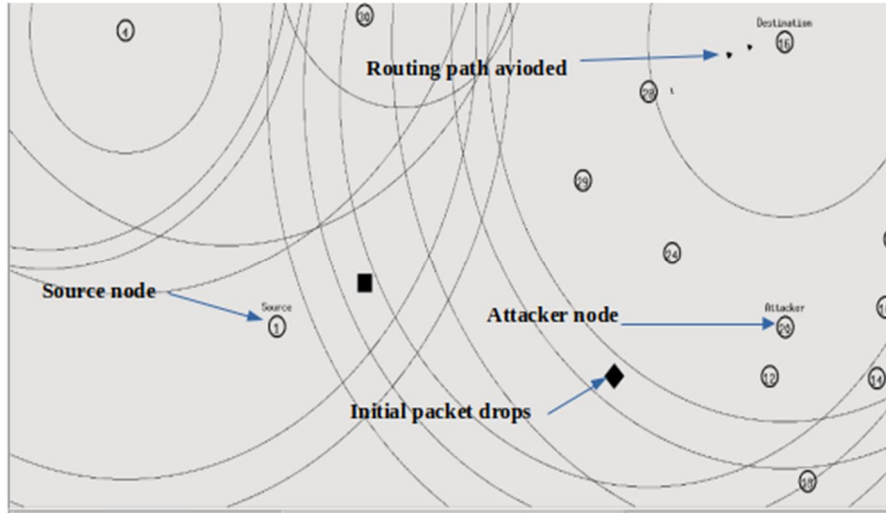 Destination
4
30
16
Routing path avioded
28
29
24
Source node
Source
1
Attacker node
Attacker
20
12
14
Initial packet drops
18